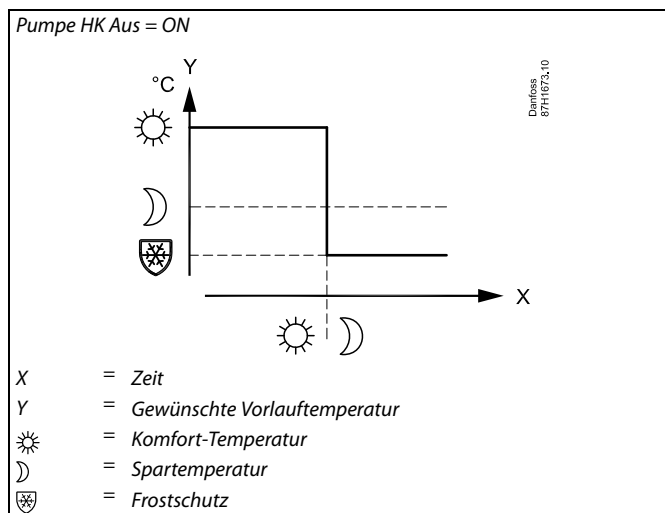 Pumpe HK Aus = ON
Y
°C
Danfoss
87H1673.10
X
X = Zeit
Y = Gewünschte Vorlauftemperatur
= Komfort-Temperatur
= Spartemperatur
= Frostschutz